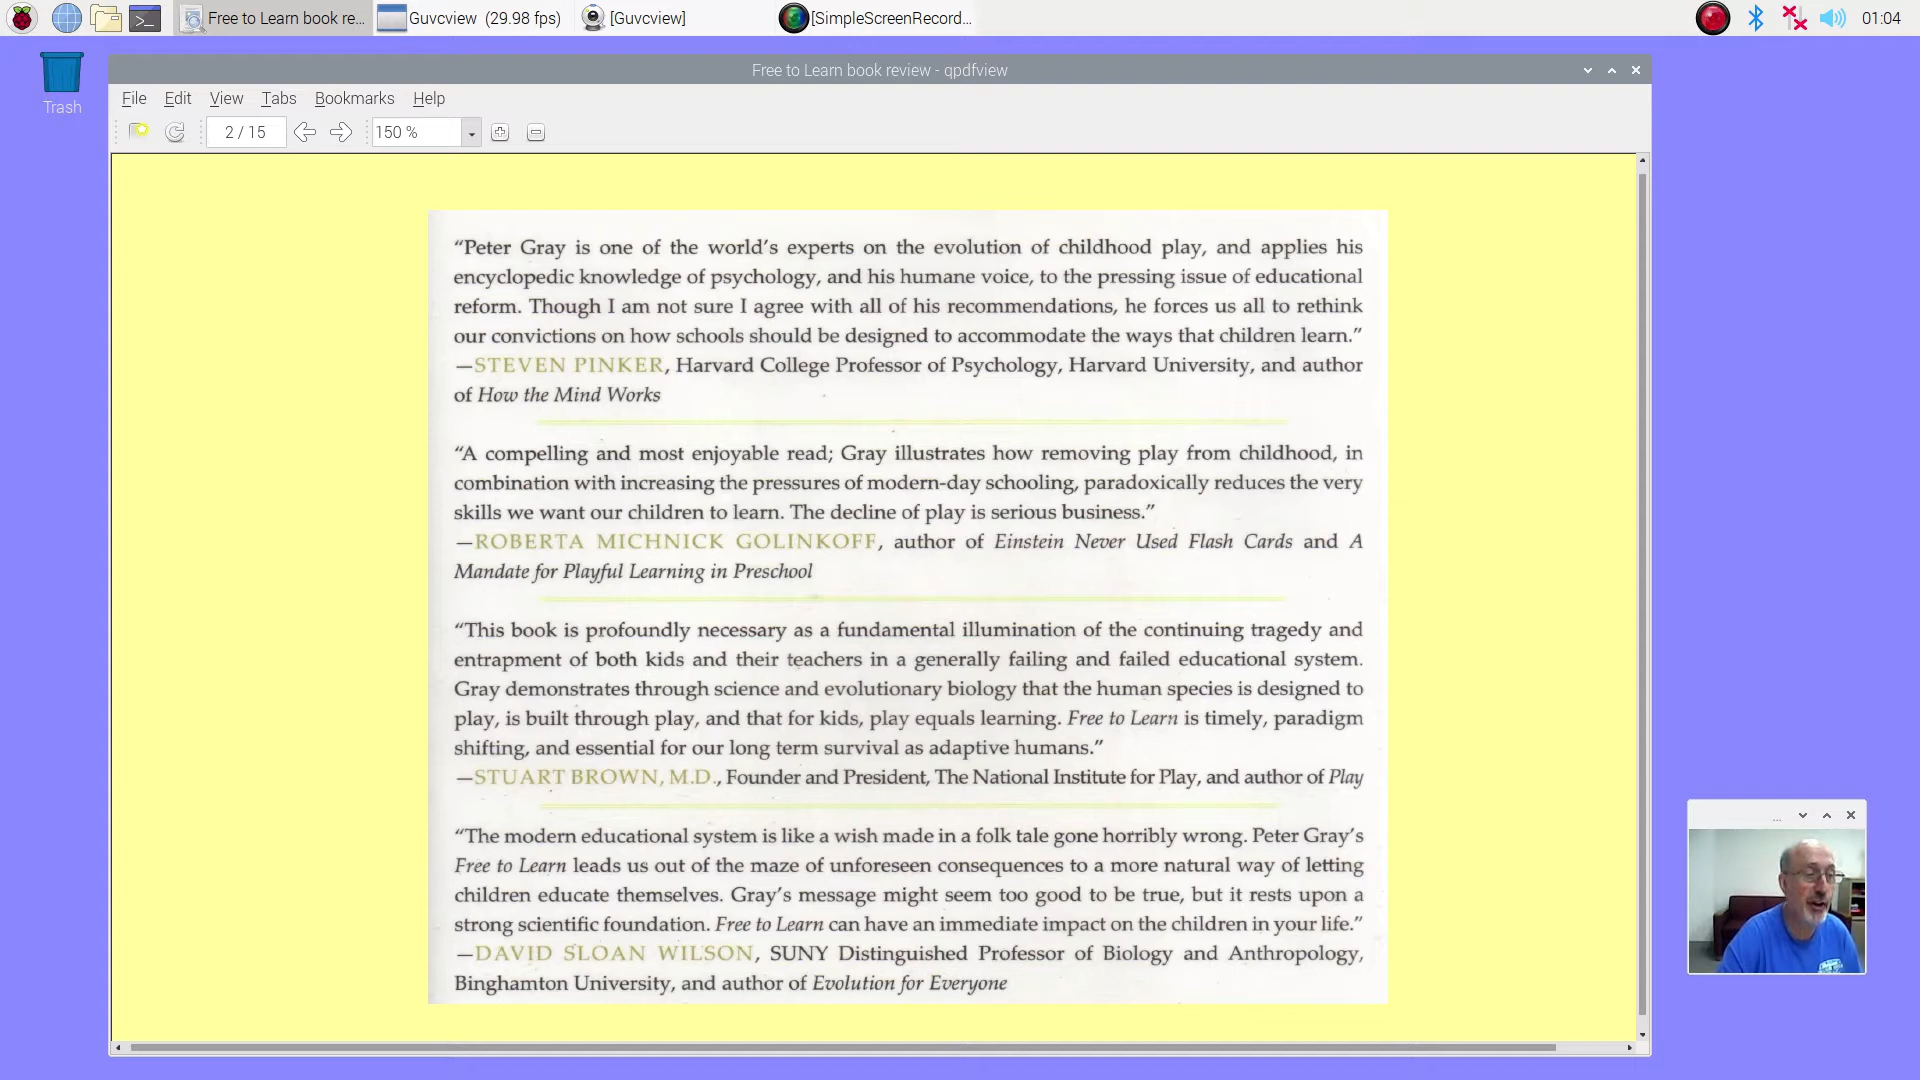 Free to Learn book re...
Guvcview (29.98 fps)
[Guvcview]
[SimpleScreenRecord...
01:04
Trash
Free to Learn book review - qpdfview
File Edit View Tabs Bookmarks Help
2 / 15
150 %
“Peter Gray is one of the world’s experts on the evolution of childhood play, and applies his
encyclopedic knowledge of psychology, and his humane voice, to the pressing issue of educational
reform. Though I am not sure I agree with all of his recommendations, he forces us all to rethink
our convictions on how schools should be designed to accommodate the ways that children learn.”
—STEVEN PINKER, Harvard College Professor of Psychology, Harvard University, and author
of How the Mind Works
“A compelling and most enjoyable read; Gray illustrates how removing play from childhood, in
combination with increasing the pressures of modern-day schooling, paradoxically reduces the very
skills we want our children to learn. The decline of play is serious business.”
—ROBERTA MICHNICK GOLINKOFF, author of Einstein Never Used Flash Cards and A
Mandate for Playful Learning in Preschool
“This book is profoundly necessary as a fundamental illumination of the continuing tragedy and
entrapment of both kids and their teachers in a generally failing and failed educational system.
Gray demonstrates through science and evolutionary biology that the human species is designed to
play, is built through play, and that for kids, play equals learning. Free to Learn is timely, paradigm
shifting, and essential for our long term survival as adaptive humans.”
—STUART BROWN, M.D., Founder and President, The National Institute for Play, and author of Play
“The modern educational system is like a wish made in a folk tale gone horribly wrong. Peter Gray’s
Free to Learn leads us out of the maze of unforeseen consequences to a more natural way of letting
children educate themselves. Gray’s message might seem too good to be true, but it rests upon a
strong scientific foundation. Free to Learn can have an immediate impact on the children in your life.”
—DAVID SLOAN WILSON, SUNY Distinguished Professor of Biology and Anthropology,
Binghamton University, and author of Evolution for Everyone
...